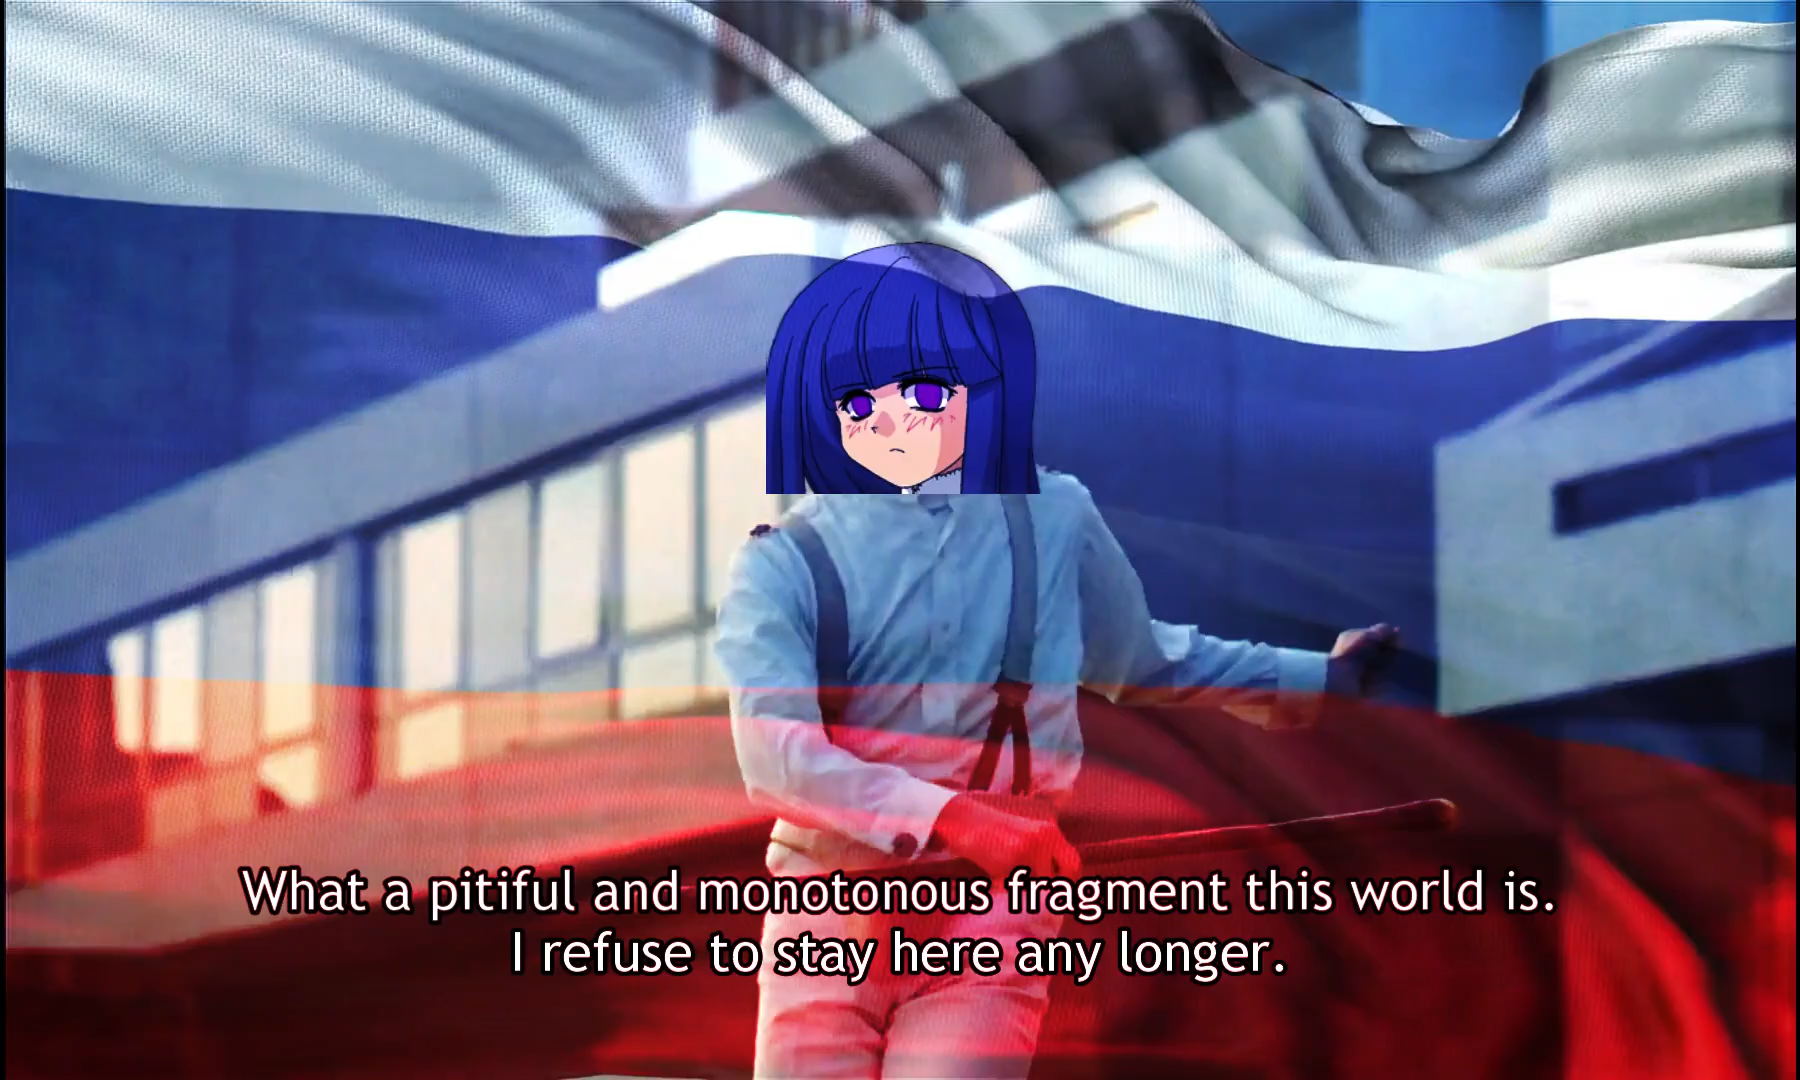 What a pitiful and monotonous fragment this world is.
I refuse to stay here any longer.